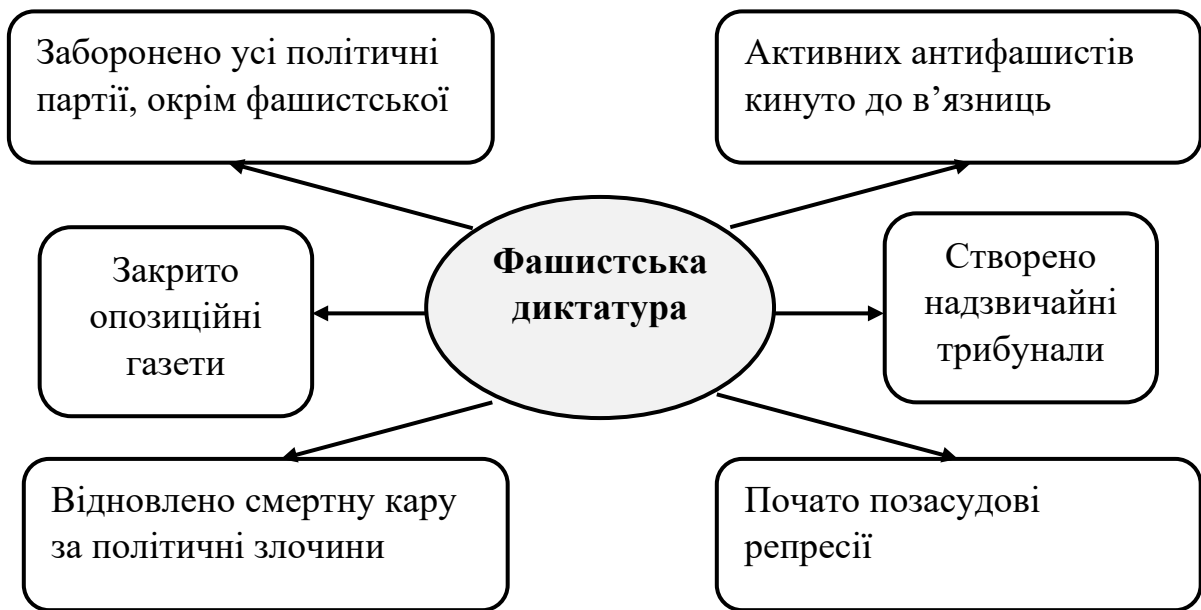 Заборонено усі політичні
партії, окрім фашистської
Активних антифашистів
кинуто до в’язниць
Фашистська
диктатура
Закрито
опозиційні
газети
Створено
надзвичайні
трибунали
Відновлено смертну кару
за політичні злочини
Почато позасудові
репресії